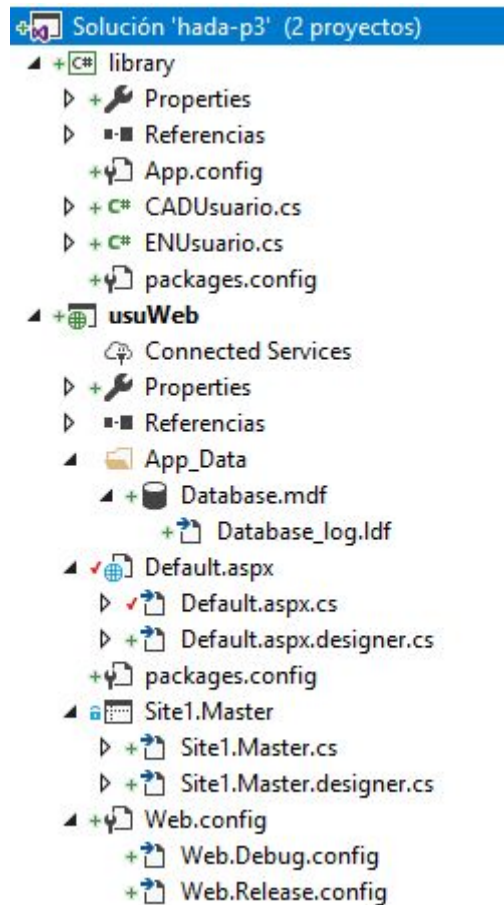 Solución 'hada-p3' (2 proyectos)
C# library
Properties
Referencias
App.config
C# CADUsuario.cs
C# ENUsuario.cs
packages.config
usuWeb
Connected Services
Properties
Referencias
App_Data
Database.mdf
Database_log.ldf
Default.aspx
Default.aspx.cs
Default.aspx.designer.cs
packages.config
Site1.Master
Site1.Master.cs
Site1.Master.designer.cs
Web.config
Web.Debug.config
Web.Release.config